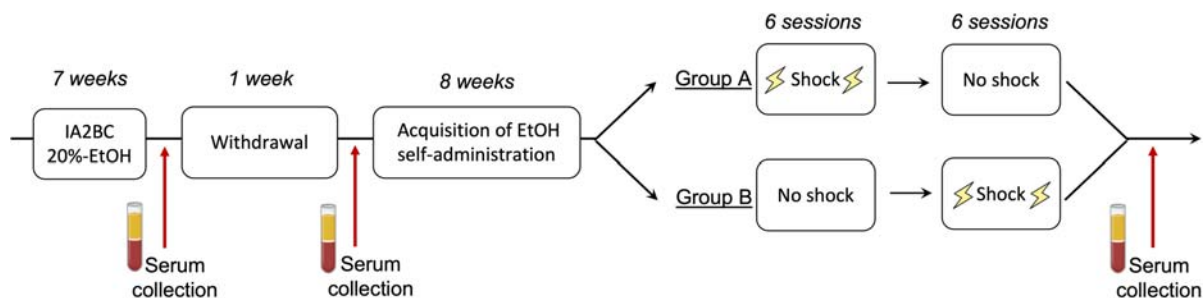 7 weeks
IA2BC
20%-EtOH
1 week
Withdrawal
8 weeks
Acquisition of EtOH
self-administration
6 sessions
6 sessions
Group A
Shock
No shock
Group B
No shock
Shock
Serum
collection
Serum
collection
Serum
collection